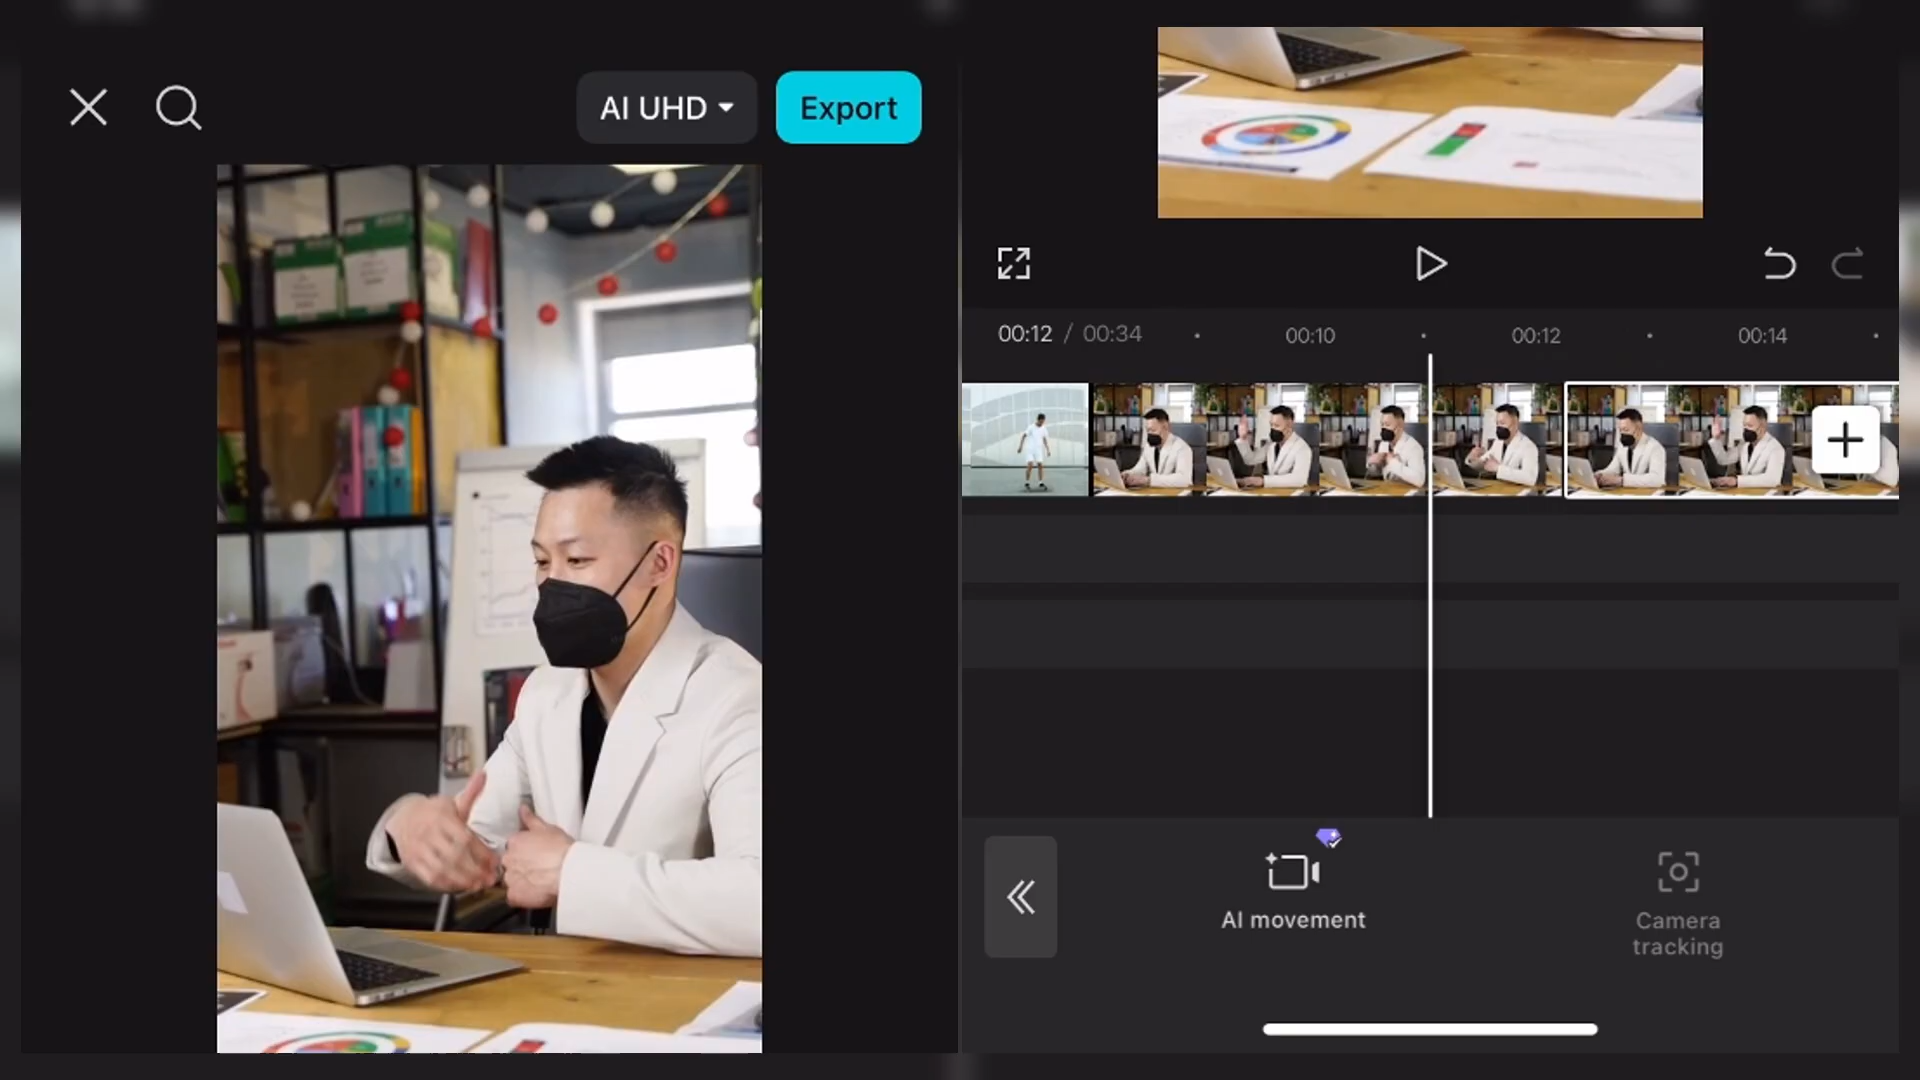 AI UHD
Export
00:12 / 00:34
00:10
00:12
00:14
AI movement
Camera
tracking